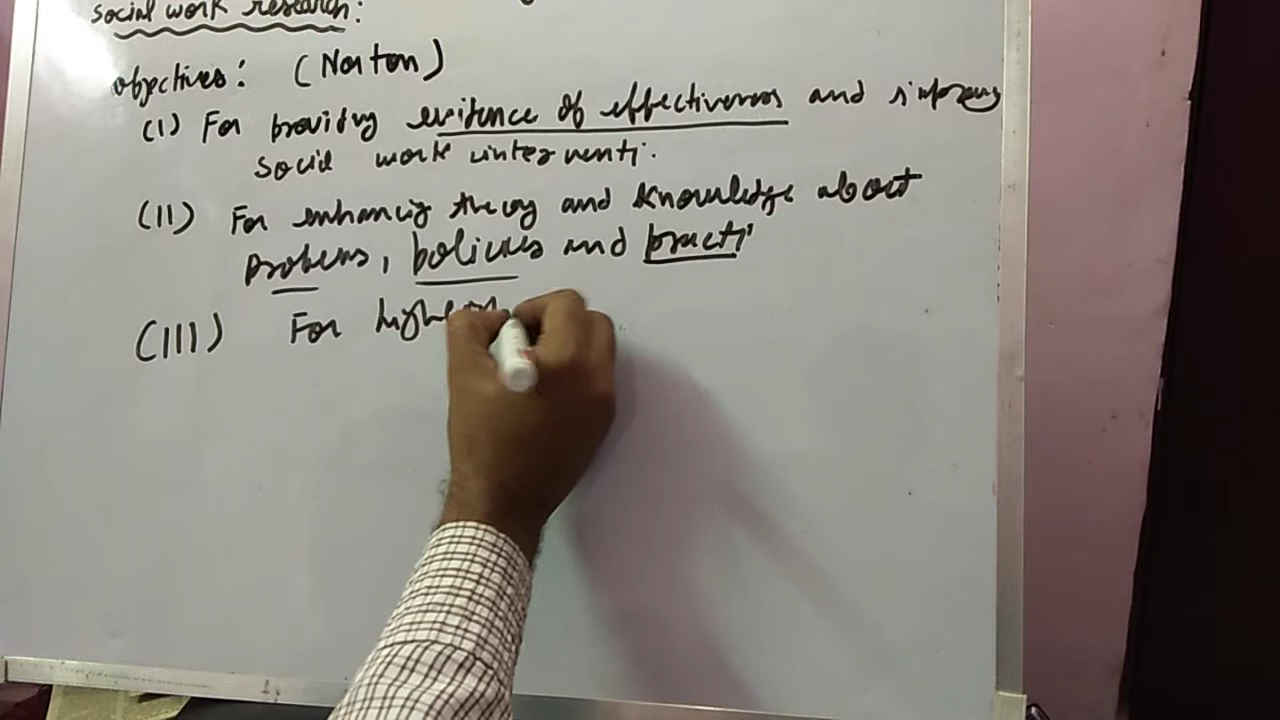 social work research:
objectives: (Norton)
(I) For providing evidence of effectiveness and
social work interventi.
(II) For enhancing theory and knowledge about
problems, policies and practi
(III) For